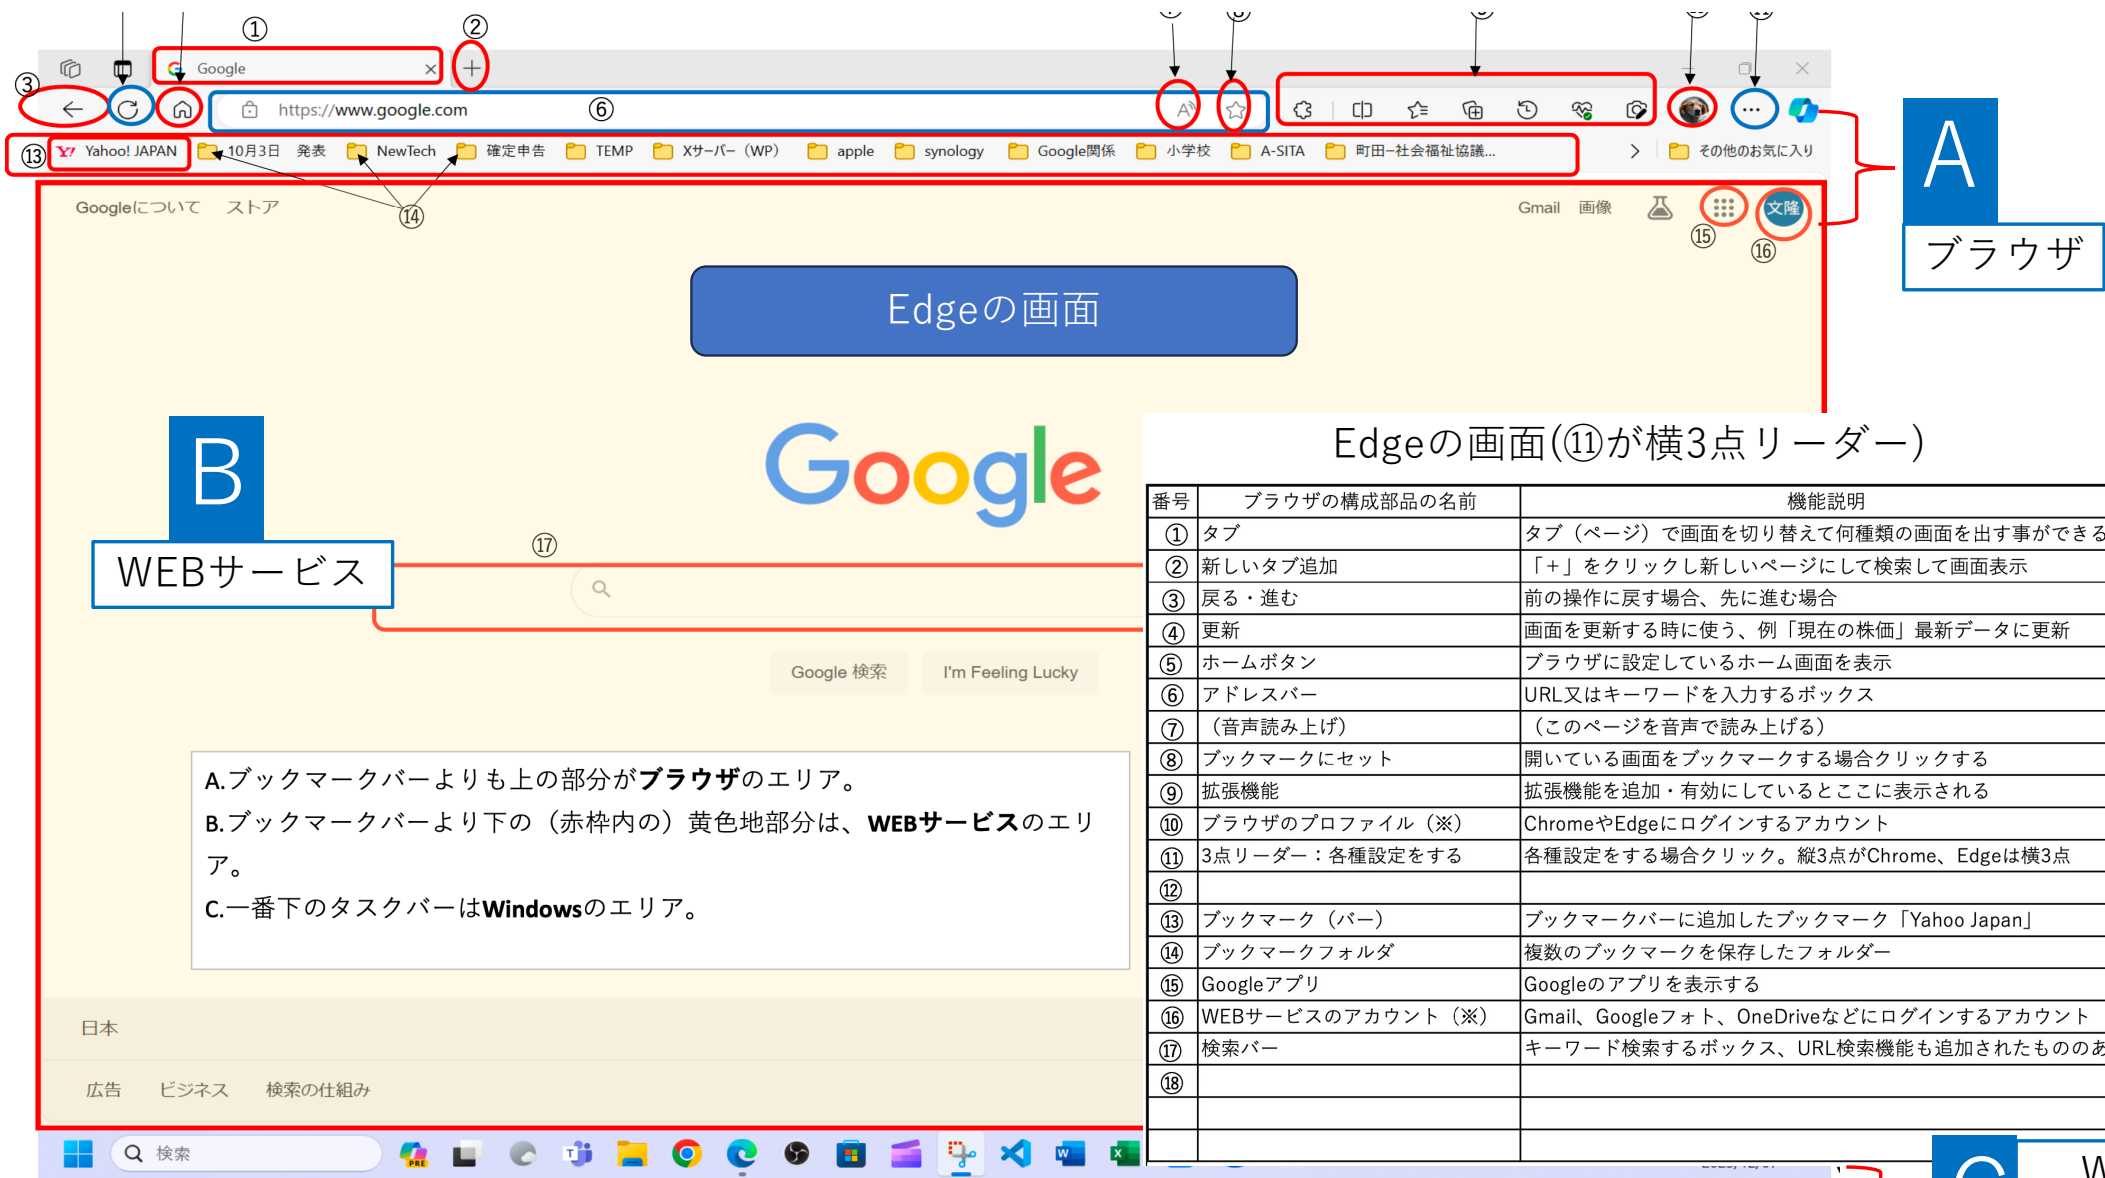 ①
②
⑧
③
Google
https://www.google.com
⑥
⑬
Yahoo! JAPAN
10月3日 発表
NewTech
確定申告
TEMP
Xサーバー（WP）
apple
synology
Google関係
小学校
A-SITA
町田–社会福祉協議...
その他のお気に入り
A
ブラウザ
Googleについて
ストア
⑭
Gmail
画像
文隆
⑮
⑯
Edgeの画面
B
WEBサービス
Google
⑰
Google 検索
I'm Feeling Lucky
A.ブックマークバーよりも上の部分がブラウザのエリア。
B.ブックマークバーより下の（赤枠内の）黄色地部分は、WEBサービスのエリ
ア。
C.一番下のタスクバーはWindowsのエリア。
Edgeの画面(⑪が横3点リーダー)
番号 ブラウザの構成部品の名前 機能説明
① タブ タブ（ページ）で画面を切り替えて何種類の画面を出す事ができる
② 新しいタブ追加 「+」をクリックし新しいページにして検索して画面表示
③ 戻る・進む 前の操作に戻す場合、先に進む場合
④ 更新 画面を更新する時に使う、例「現在の株価」最新データに更新
⑤ ホームボタン ブラウザに設定しているホーム画面を表示
⑥ アドレスバー URL又はキーワードを入力するボックス
⑦ （音声読み上げ） （このページを音声で読み上げる）
⑧ ブックマークにセット 開いている画面をブックマークする場合クリックする
⑨ 拡張機能 拡張機能を追加・有効にしているとここに表示される
⑩ ブラウザのプロファイル（※） ChromeやEdgeにログインするアカウント
⑪ 3点リーダー：各種設定をする 各種設定をする場合クリック。縦3点がChrome、Edgeは横3点
⑫
⑬ ブックマーク（バー） ブックマークバーに追加したブックマーク「Yahoo Japan」
⑭ ブックマークフォルダ 複数のブックマークを保存したフォルダー
⑮ Googleアプリ Googleのアプリを表示する
⑯ WEBサービスのアカウント（※） Gmail、Googleフォト、OneDriveなどにログインするアカウント
⑰ 検索バー キーワード検索するボックス、URL検索機能も追加されたもののあ
⑱
日本
広告
ビジネス
検索の仕組み
検索
PRE